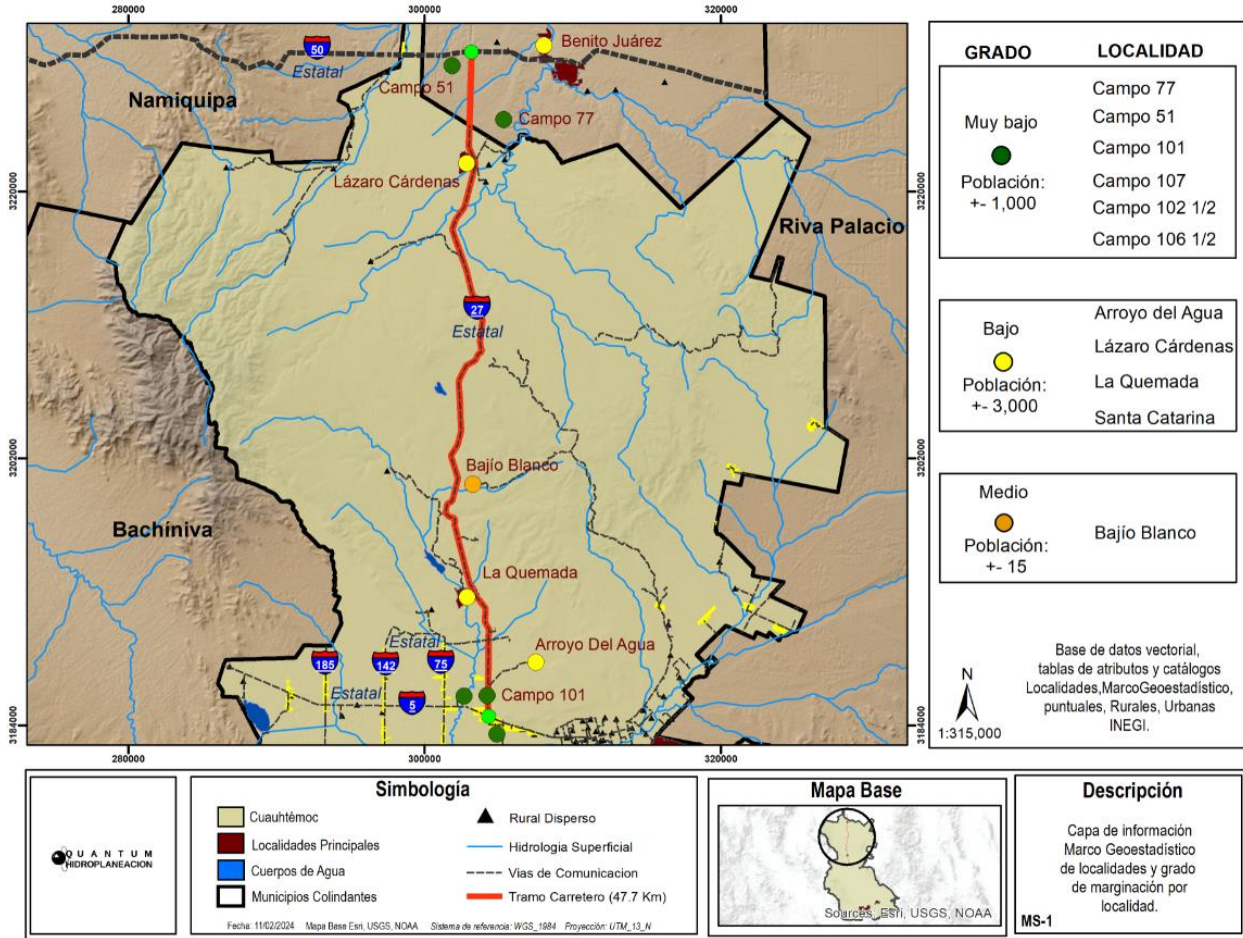 280000
300000
320000
50
Estatal
Benito Juárez
Campo 51
Namiquipa
Campo 77
Lázaro Cárdenas
3220000
3220000
Riva Palacio
27
Estatal
3202000
3202000
Bajío Blanco
Bachíniva
La Quemada
Arroyo Del Agua
Estatal
185
142
75
Estatal
5
Campo 101
3184000
3184000
280000
300000
320000
GRADO
LOCALIDAD
Muy bajo
Población:
+- 1,000
Campo 77
Campo 51
Campo 101
Campo 107
Campo 102 1/2
Campo 106 1/2
Bajo
Población:
+- 3,000
Arroyo del Agua
Lázaro Cárdenas
La Quemada
Santa Catarina
Medio
Población:
+- 15
Bajío Blanco
N
1:315,000
Base de datos vectorial,
tablas de atributos y catálogos
Localidades,MarcoGeoestadístico,
puntuales, Rurales, Urbanas
INEGI.
QUANTUM
HIDROPLANEACION
Simbología
Cuauhtémoc
Localidades Principales
Cuerpos de Agua
Municipios Colindantes
Rural Disperso
Hidrologia Superficial
Vias de Comunicacion
Tramo Carretero (47.7 Km)
Fecha: 11/02/2024 Mapa Base Esri, USGS, NOAA Sistema de referencia: WGS_1984 Proyección: UTM_13_N
Mapa Base
Sources: Esri, USGS, NOAA
Descripción
Capa de información
Marco Geoestadístico
de localidades y grado
de marginación por
localidad.
MS-1